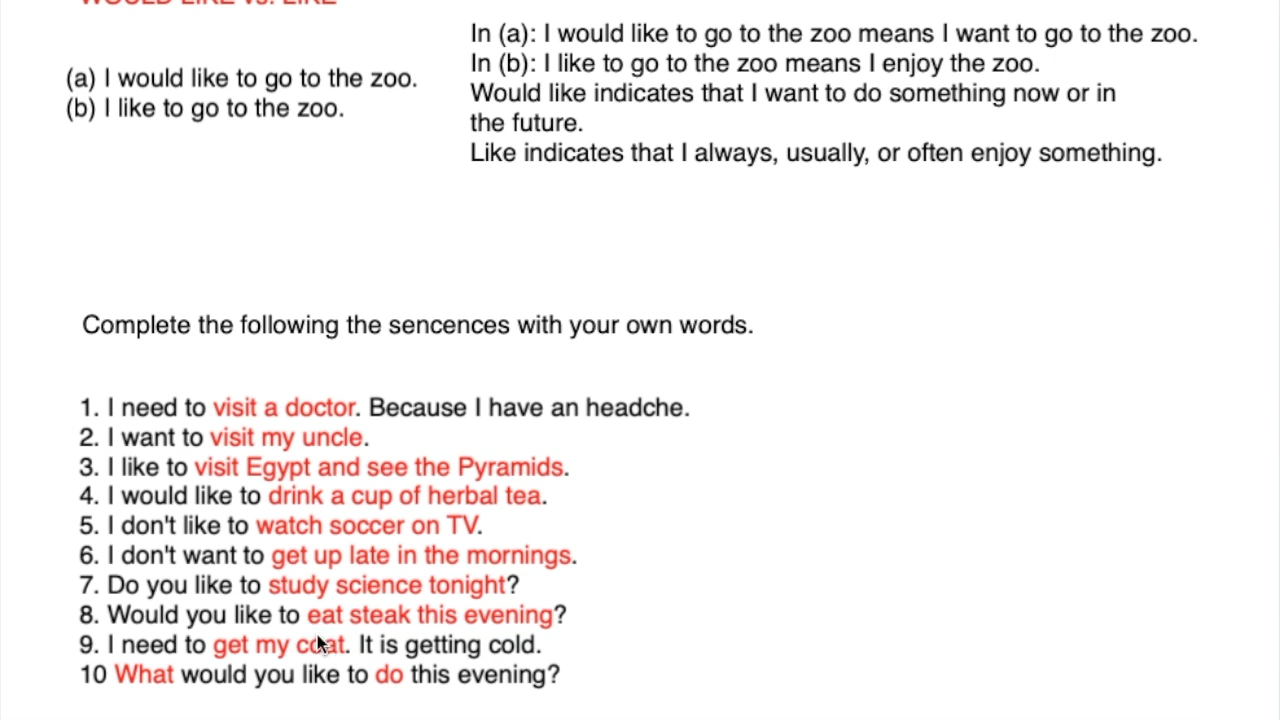 WOULD LIKE vs. LIKE
(a) I would like to go to the zoo.
(b) I like to go to the zoo.
In (a): I would like to go to the zoo means I want to go to the zoo.
In (b): I like to go to the zoo means I enjoy the zoo.
Would like indicates that I want to do something now or in
the future.
Like indicates that I always, usually, or often enjoy something.
Complete the following the sencences with your own words.
1. I need to visit a doctor. Because I have an headche.
2. I want to visit my uncle.
3. I like to visit Egypt and see the Pyramids.
4. I would like to drink a cup of herbal tea.
5. I don't like to watch soccer on TV.
6. I don't want to get up late in the mornings.
7. Do you like to study science tonight?
8. Would you like to eat steak this evening?
9. I need to get my coat. It is getting cold.
10 What would you like to do this evening?